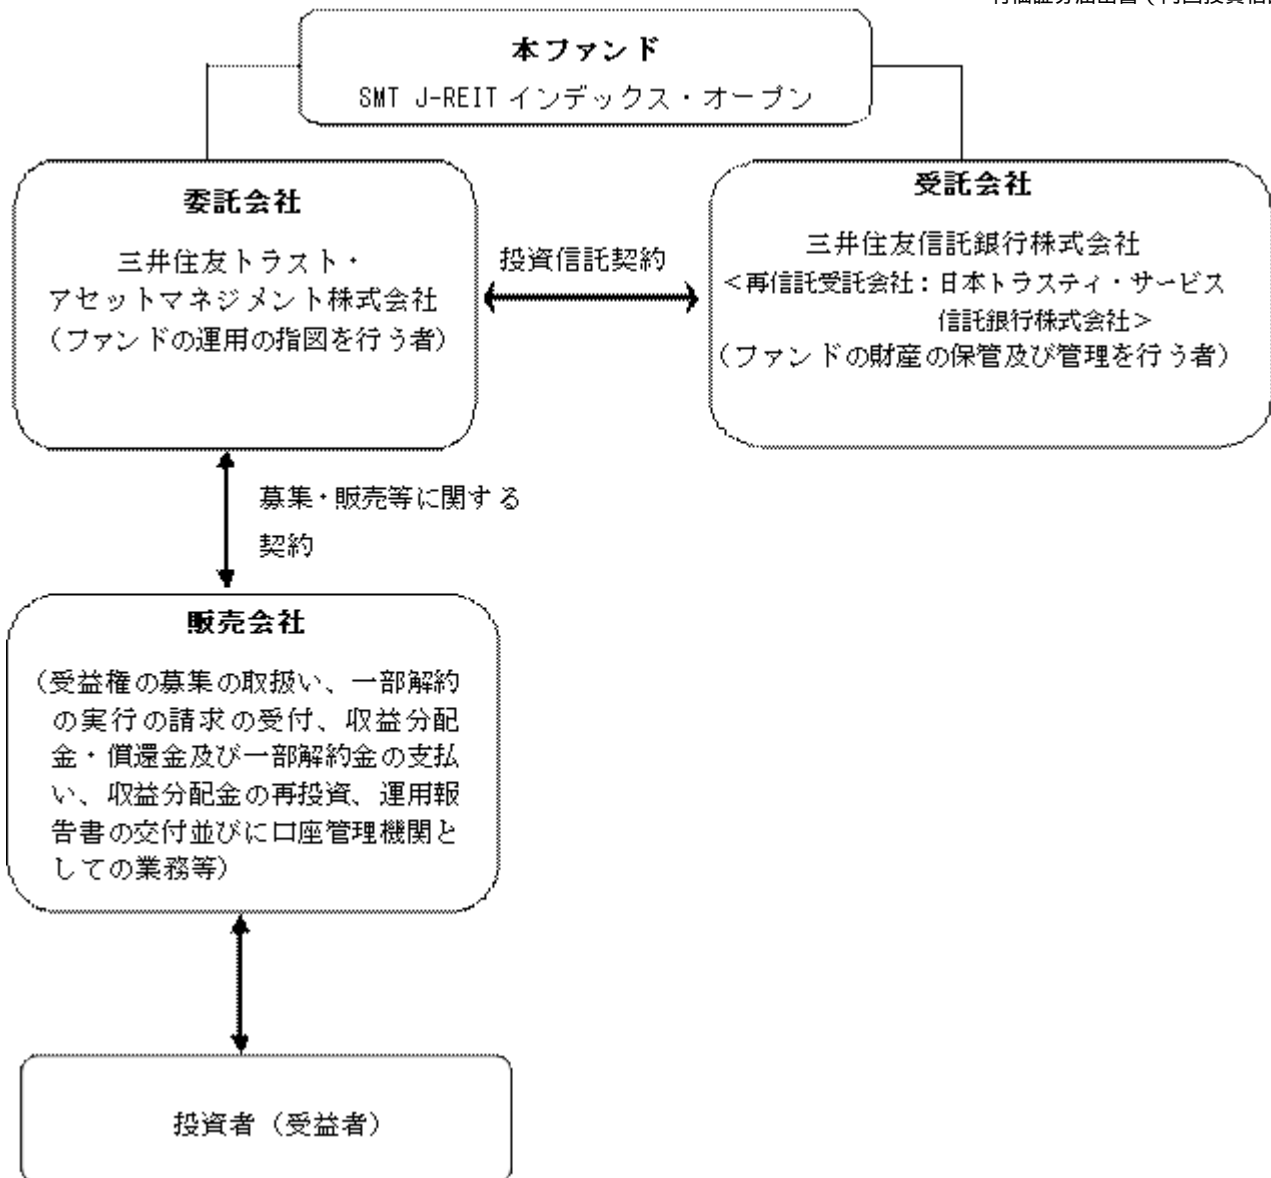 本ファンド
SMT J-REIT インデックス・オープン
委託会社
三井住友トラスト・
アセットマネジメント株式会社
（ファンドの運用の指図を行う者）
投資信託契約
受託会社
三井住友信託銀行株式会社
＜再信託受託会社：日本トラスティ・サービス
信託銀行株式会社＞
（ファンドの財産の保管及び管理を行う者）
募集・販売等に関する
契約
販売会社
（受益権の募集の取扱い、一部解約
の実行の請求の受付、収益分配
金・償還金及び一部解約金の支払
い、収益分配金の再投資、運用報
告書の交付並びに口座管理機関と
しての業務等）
投資者（受益者）